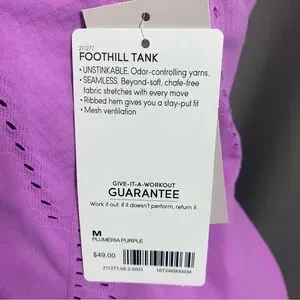 211277
FOOTHILL TANK
• UNSTINKABLE. Odor-controlling yarns.
• SEAMLESS. Beyond-soft, chafe-free
fabric stretches with every move
• Ribbed hem gives you a stay-put fit
• Mesh ventilation
GIVE-IT-A-WORKOUT
GUARANTEE
Work it out, if it doesn't perform, return it.
M
PLUMERIA PURPLE
$49.00